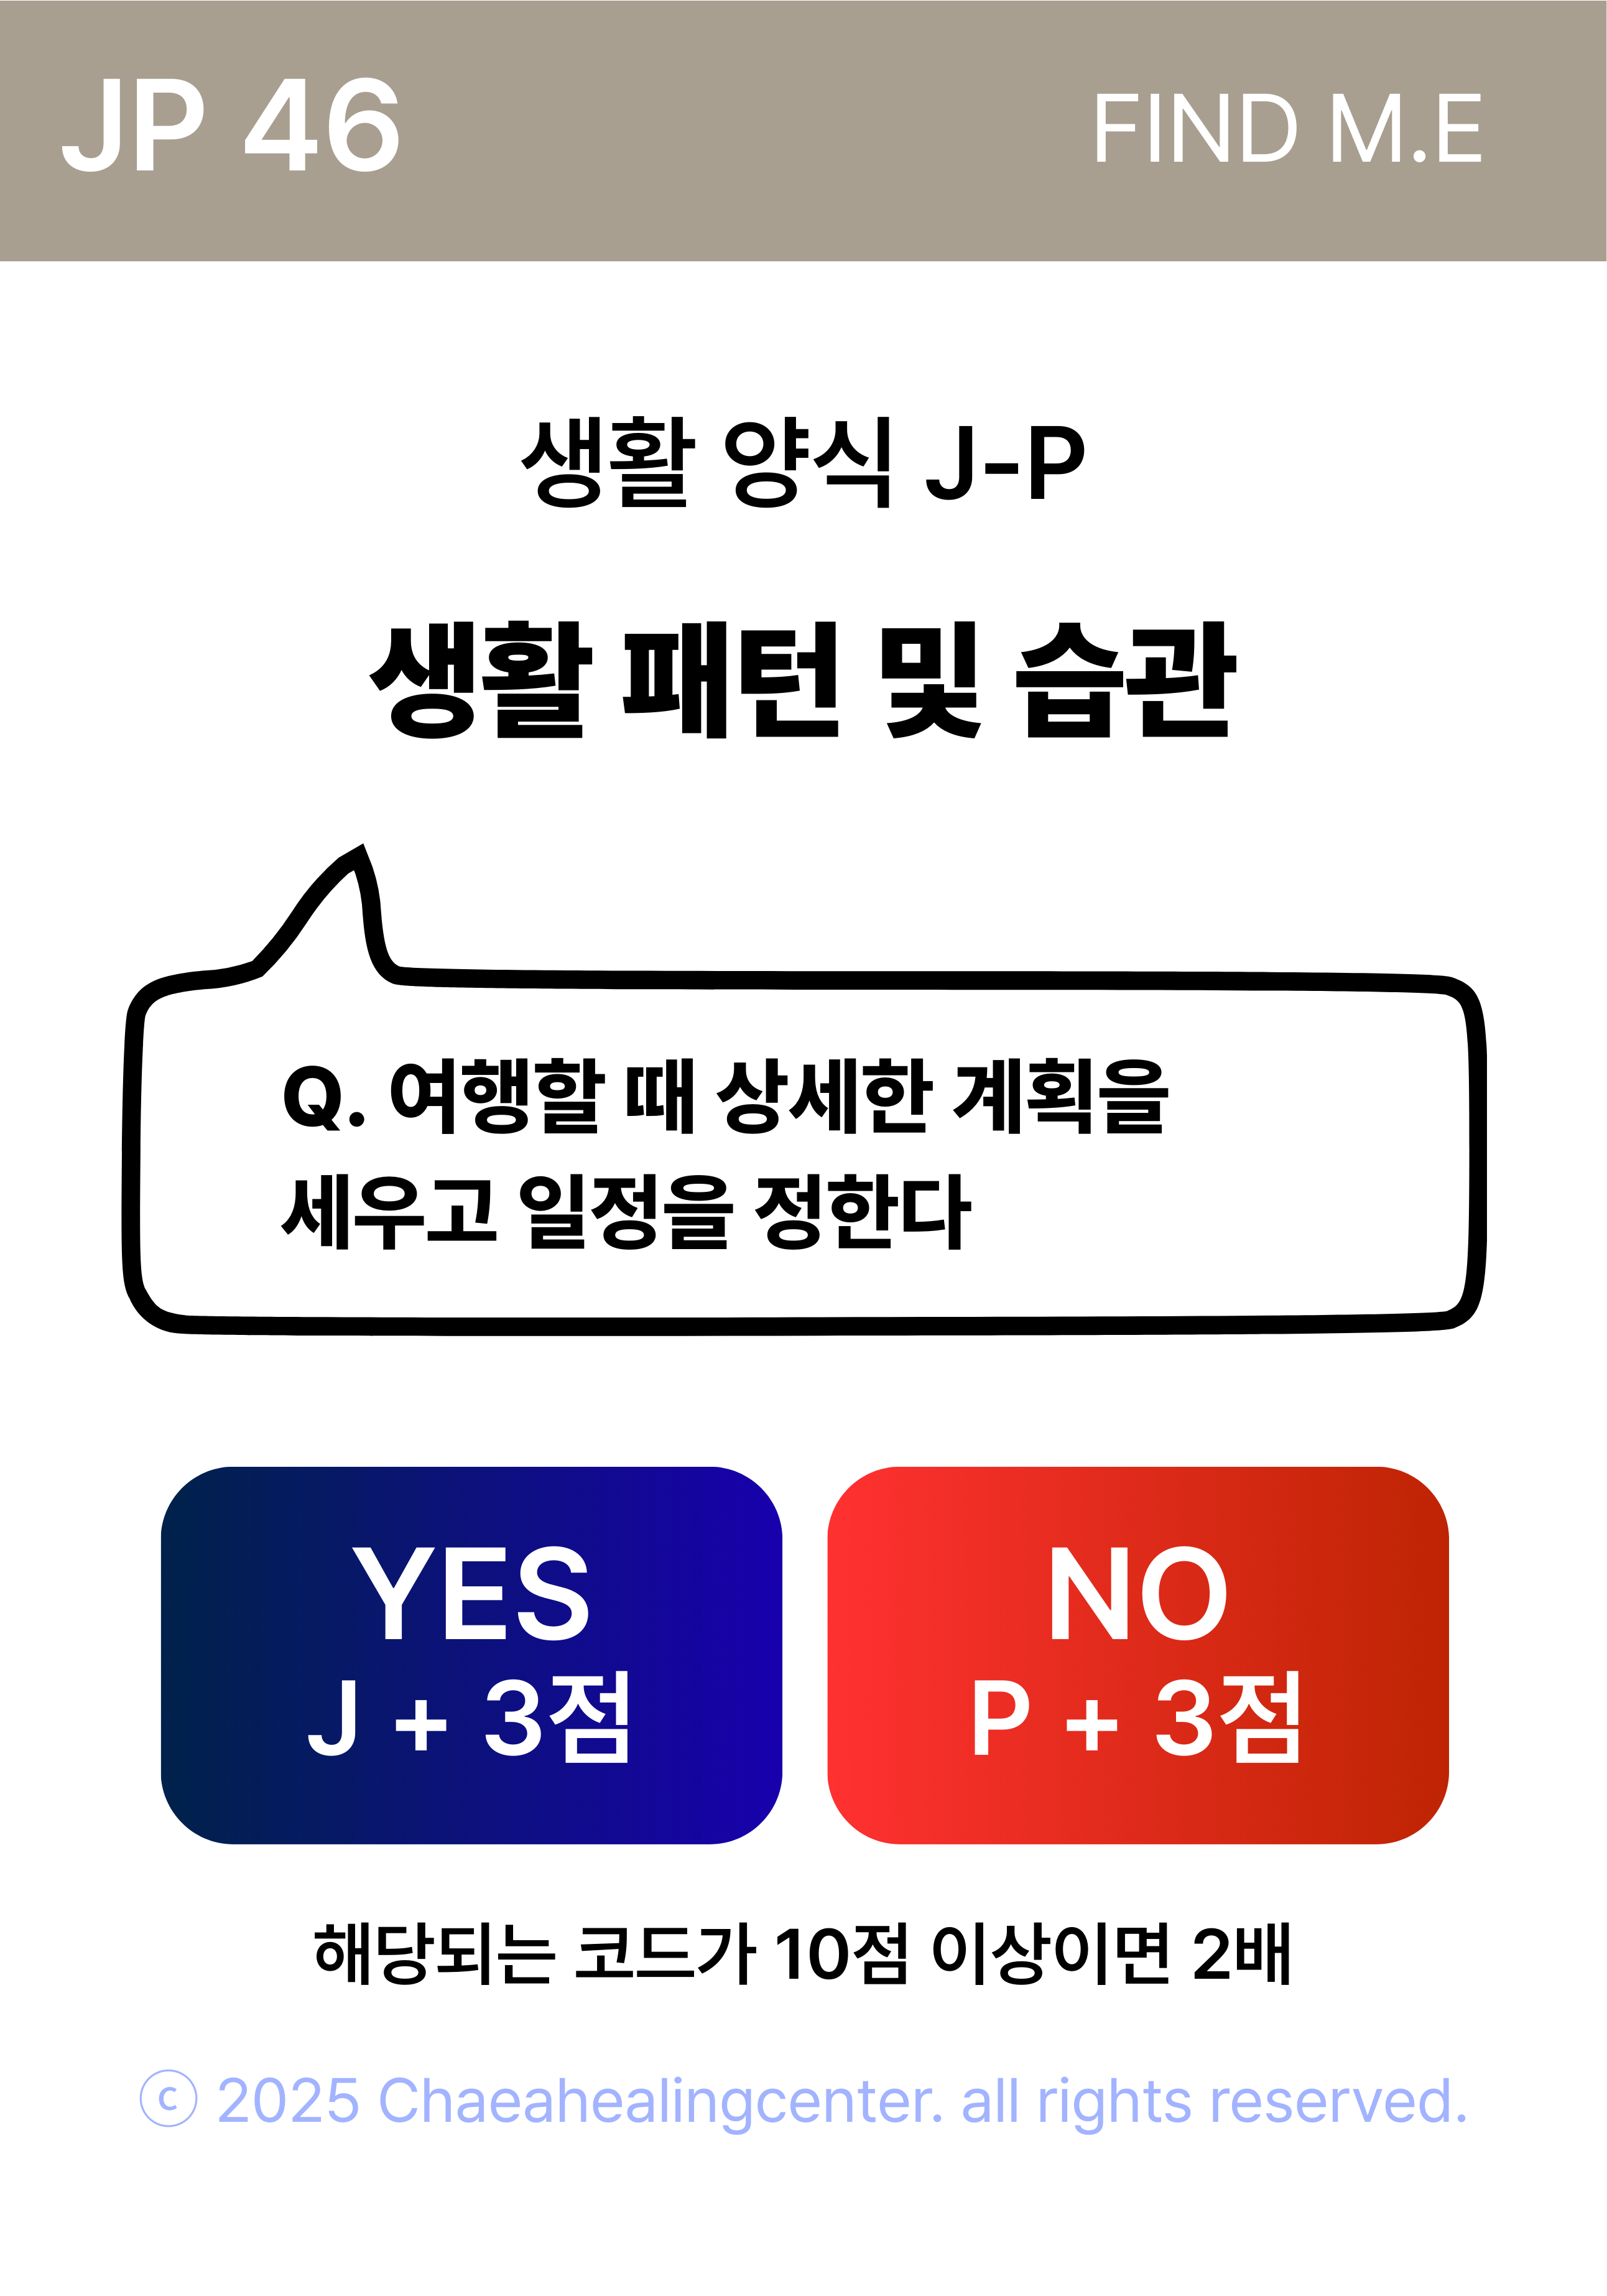 JP 46
FIND M.E
생활 양식 J-P
생활 패턴 및 습관
Q. 여행할 때 상세한 계획을
세우고 일정을 정한다
YES
J + 3점
NO
P + 3점
해당되는 코드가 10점 이상이면 2배
ⓒ 2025 Chaeahealingcenter. all rights reserved.